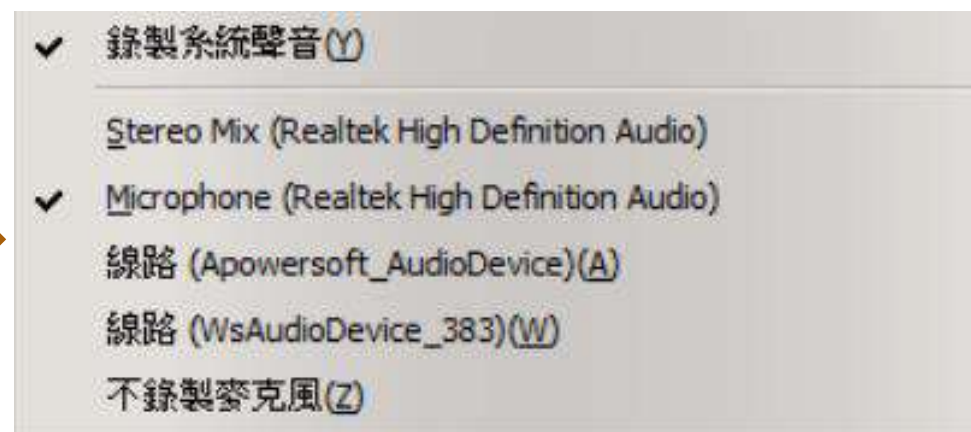 錄製系統聲音(Y)
Stereo Mix (Realtek High Definition Audio)
Microphone (Realtek High Definition Audio)
線路 (Apowersoft_AudioDevice)(A)
線路 (WsAudioDevice_383)(W)
不錄製麥克風(Z)